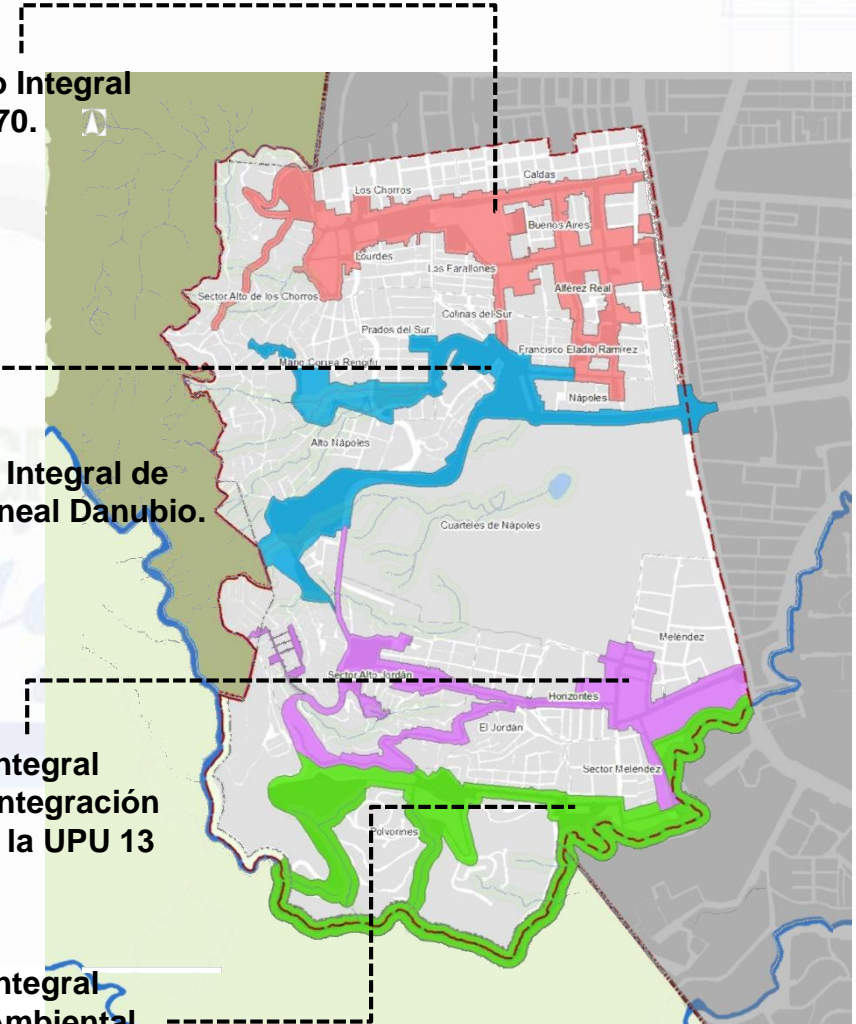 o Integral
70.
Caldas
Los Chorros
Buenos Aires
Lourdes
Los Farallones
Alférez Real
Sector Alto de los Chorros
Colinas del Sur
Prados del Sur
Francisco Eladio Ramirez
Mario Correa Rengifo
Nápoles
Alto Nápoles
Integral de
neal Danubio.
Cuarteles de Nápoles
Meléndez
Sector Alto Jordán
Horizontes
El Jordán
ntegral
ntegración
la UPU 13
Sector Meléndez
Polvorines
ntegral
Ambiental